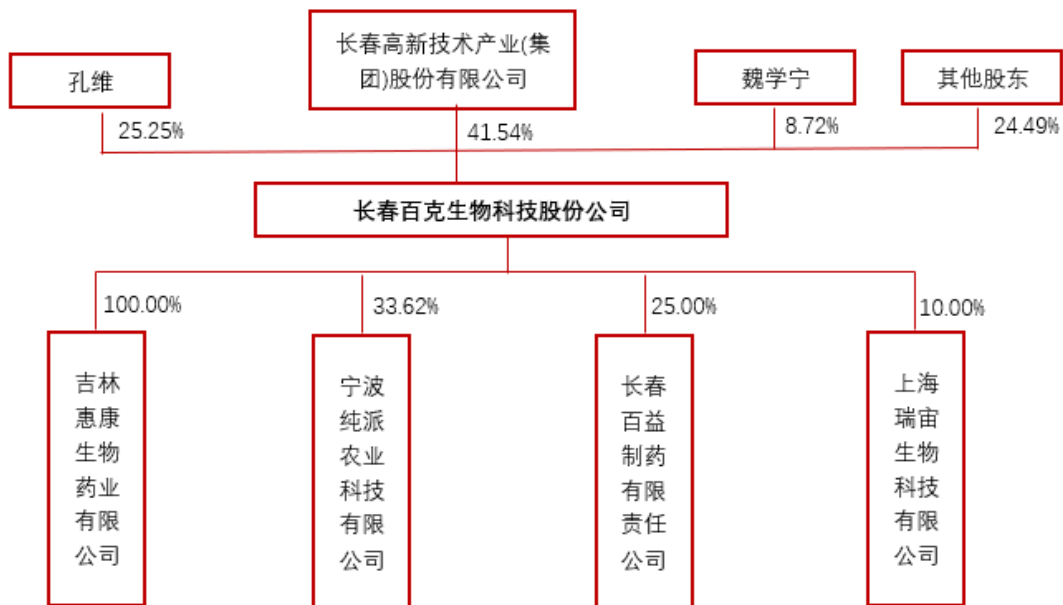 长春高新技术产业(集
团)股份有限公司
孔维
魏学宁
其他股东
25.25%
41.54%
8.72%
24.49%
长春百克生物科技股份公司
100.00%
33.62%
25.00%
10.00%
吉林
惠康
生物
药业
有限
公司
宁波
纯派
农业
科技
有限
公司
长春
百益
制药
有限
责任
公司
上海
瑞宙
生物
科技
有限
公司